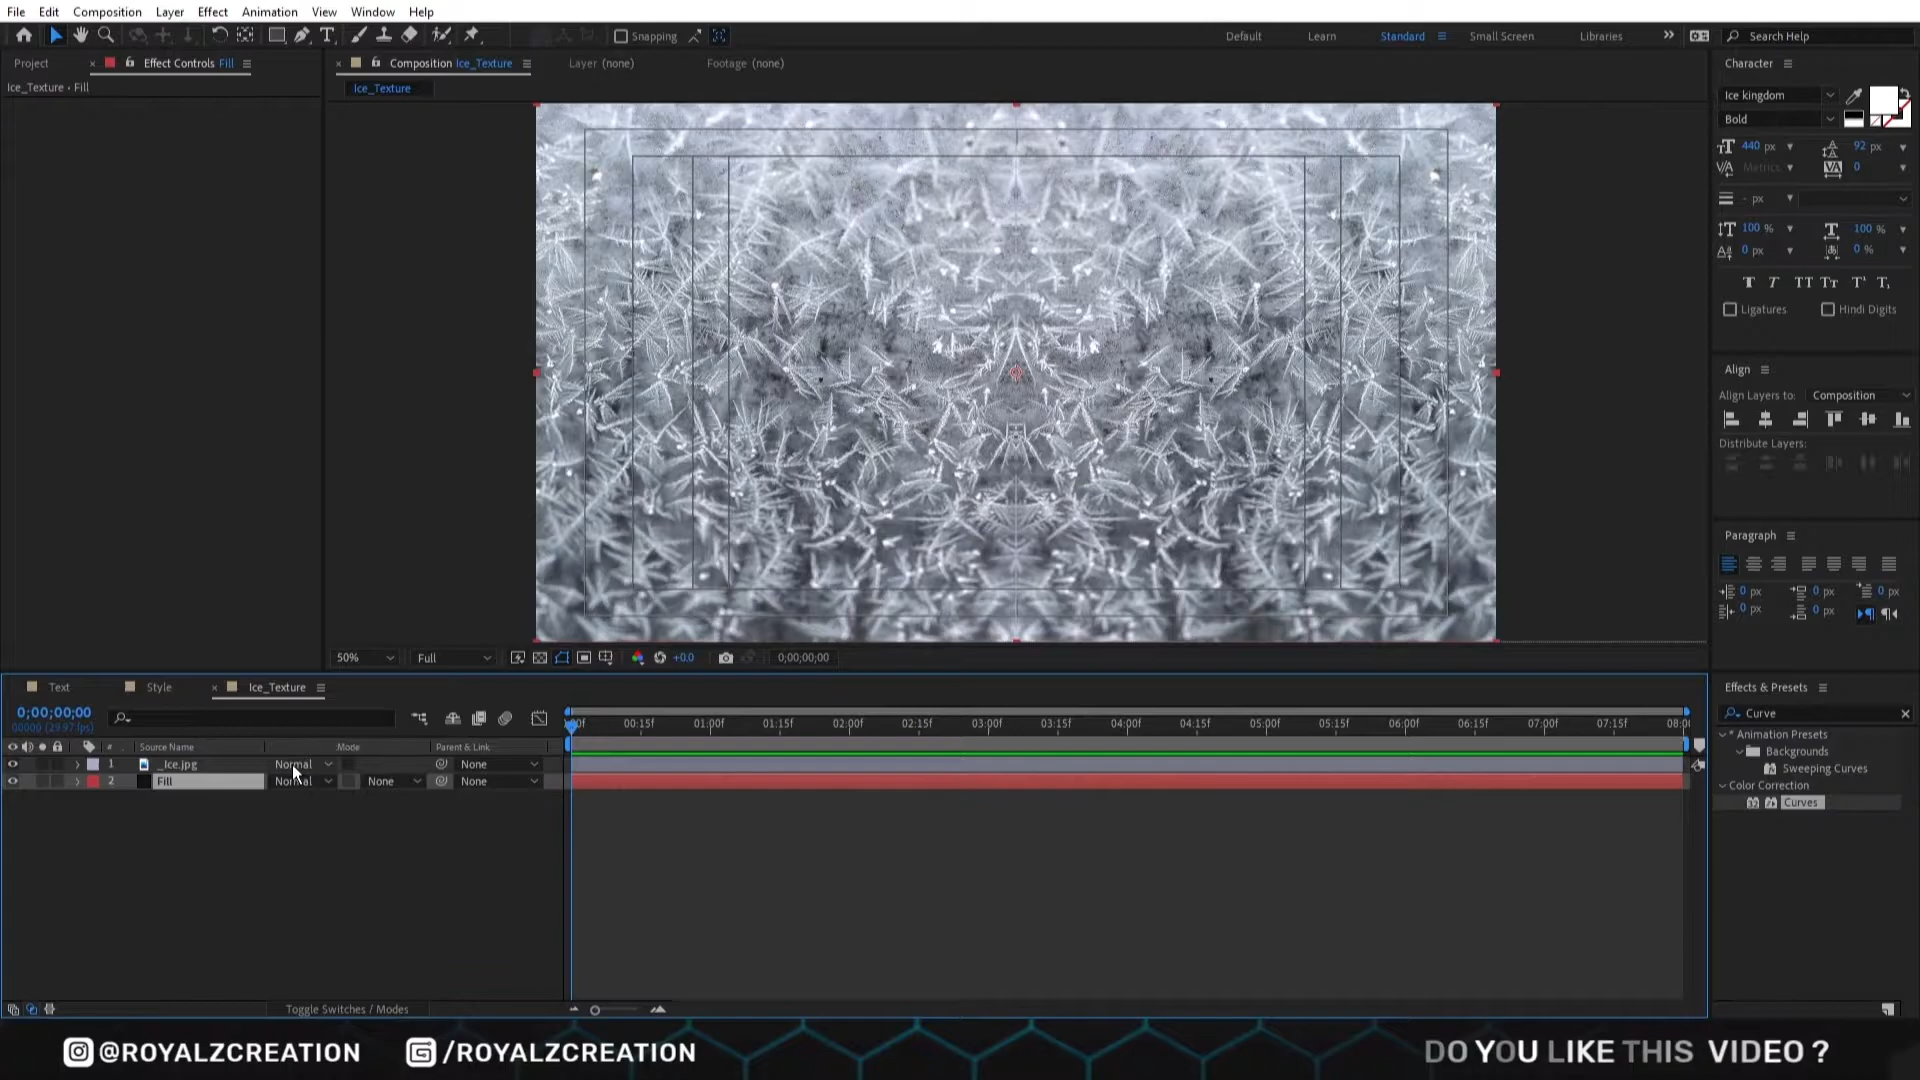 File Edit Composition Layer Effect Animation View Window Help
Snapping
Default Learn Standard Small Screen Libraries
Search Help
Project
Effect Controls Fill
Ice_Texture • Fill
Composition Ice_Texture
Layer (none)
Footage (none)
Ice_Texture
50%
Full
+0.0
0;00;00;00
Character
Ice kingdom
Bold
440 px
92 px
Metrics
0
- px
100 %
100 %
0 px
0 %
Ligatures
Hindi Digits
Align
Align Layers to: Composition
Distribute Layers:
Paragraph
0 px 0 px 0 px
0 px 0 px
Effects & Presets
Curve
* Animation Presets
Backgrounds
Sweeping Curves
Color Correction
Curves
Text
Style
Ice_Texture
0;00;00;00
00000 (29.97 fps)
00f 00:15f 01:00f 01:15f 02:00f 02:15f 03:00f 03:15f 04:00f 04:15f 05:00f 05:15f 06:00f 06:15f 07:00f 07:15f 08:0
# Source Name Mode Parent & Link
1 _Ice.jpg Normal None
2 Fill Normal None None
Toggle Switches / Modes
@ROYALZCREATION
/ROYALZCREATION
DO YOU LIKE THIS VIDEO ?